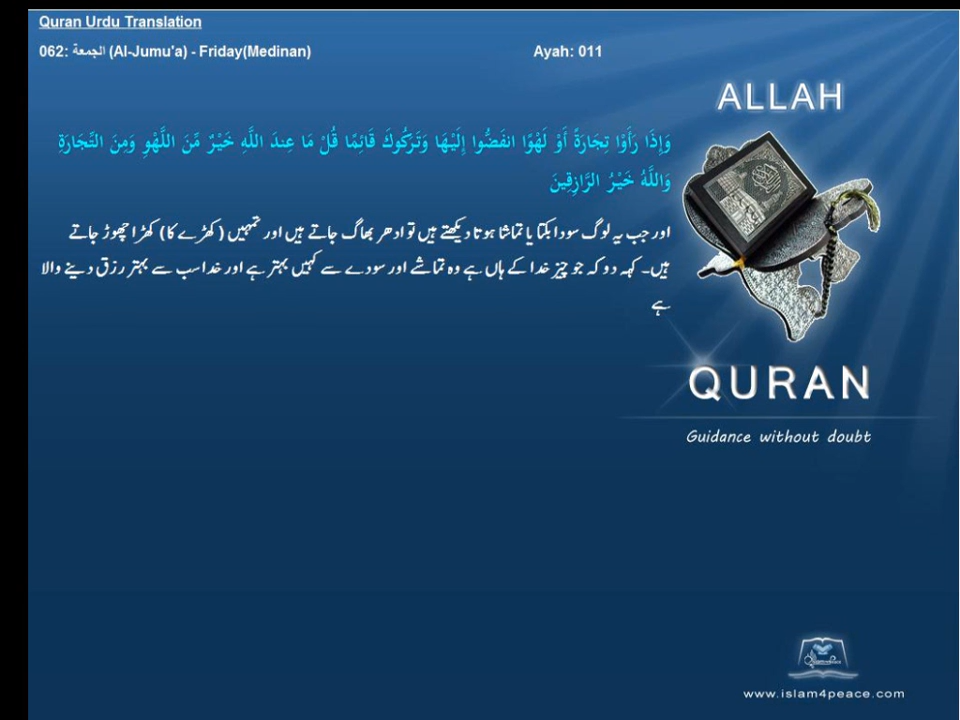 Quran Urdu Translation
062: الجمعة (Al-Jumu'a) - Friday(Medinan)
Ayah: 011
ALLAH
وَإِذَا رَأَوْا تِجَارَةً أَوْ لَهْوًا انفَضُّوا إِلَيْهَا وَتَرَكُوكَ قَائِمًا قُلْ مَا عِندَ اللَّهِ خَيْرٌ مِّنَ اللَّهْوِ وَمِنَ التِّجَارَةِ
وَاللَّهُ خَيْرُ الرَّازِقِينَ
اور جب یہ لوگ سودا بکتا یا تماشا ہوتا دیکھتے ہیں تو ادھر بھاگ جاتے ہیں اور تمہیں (کھڑے کا) کھڑا چھوڑ جاتے
ہیں۔ کہہ دو کہ جو چیز خدا کے ہاں ہے وہ تماشے اور سودے سے کہیں بہتر ہے اور خدا سب سے بہتر رزق دینے والا
ہے
QURAN
Guidance without doubt
www.islam4peace.com